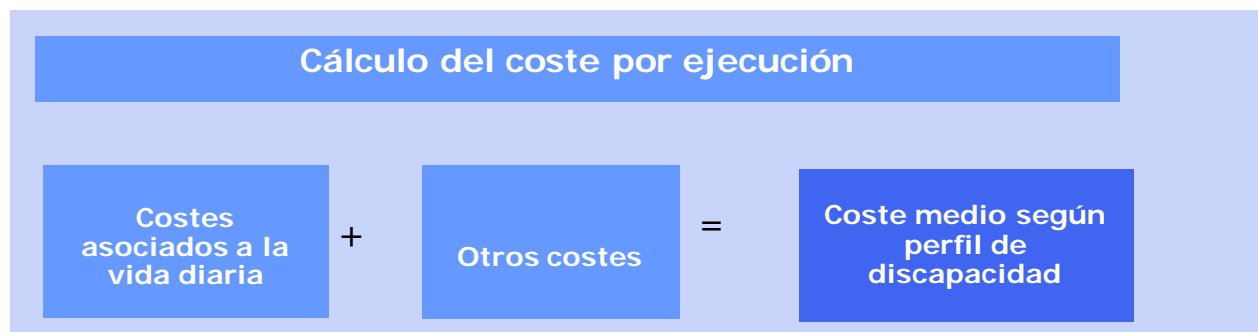 Cálculo del coste por ejecución
Costes
asociados a la
vida diaria
+
Otros costes
=
Coste medio según
perfil de
discapacidad